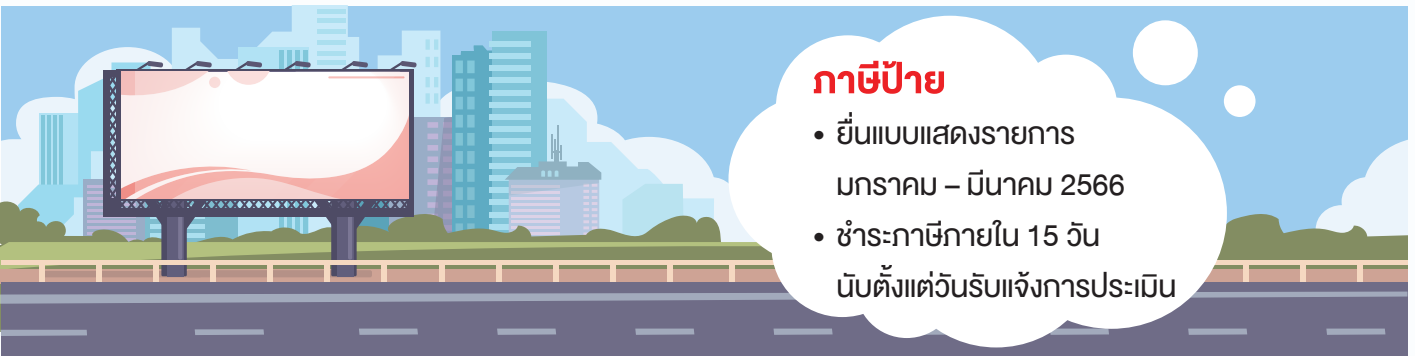 ภาษีป้าย
• ยื่นแบบแสดงรายการ
มกราคม – มีนาคม 2566
• ชำระภาษีภายใน 15 วัน
นับตั้งแต่วันรับแจ้งการประเมิน